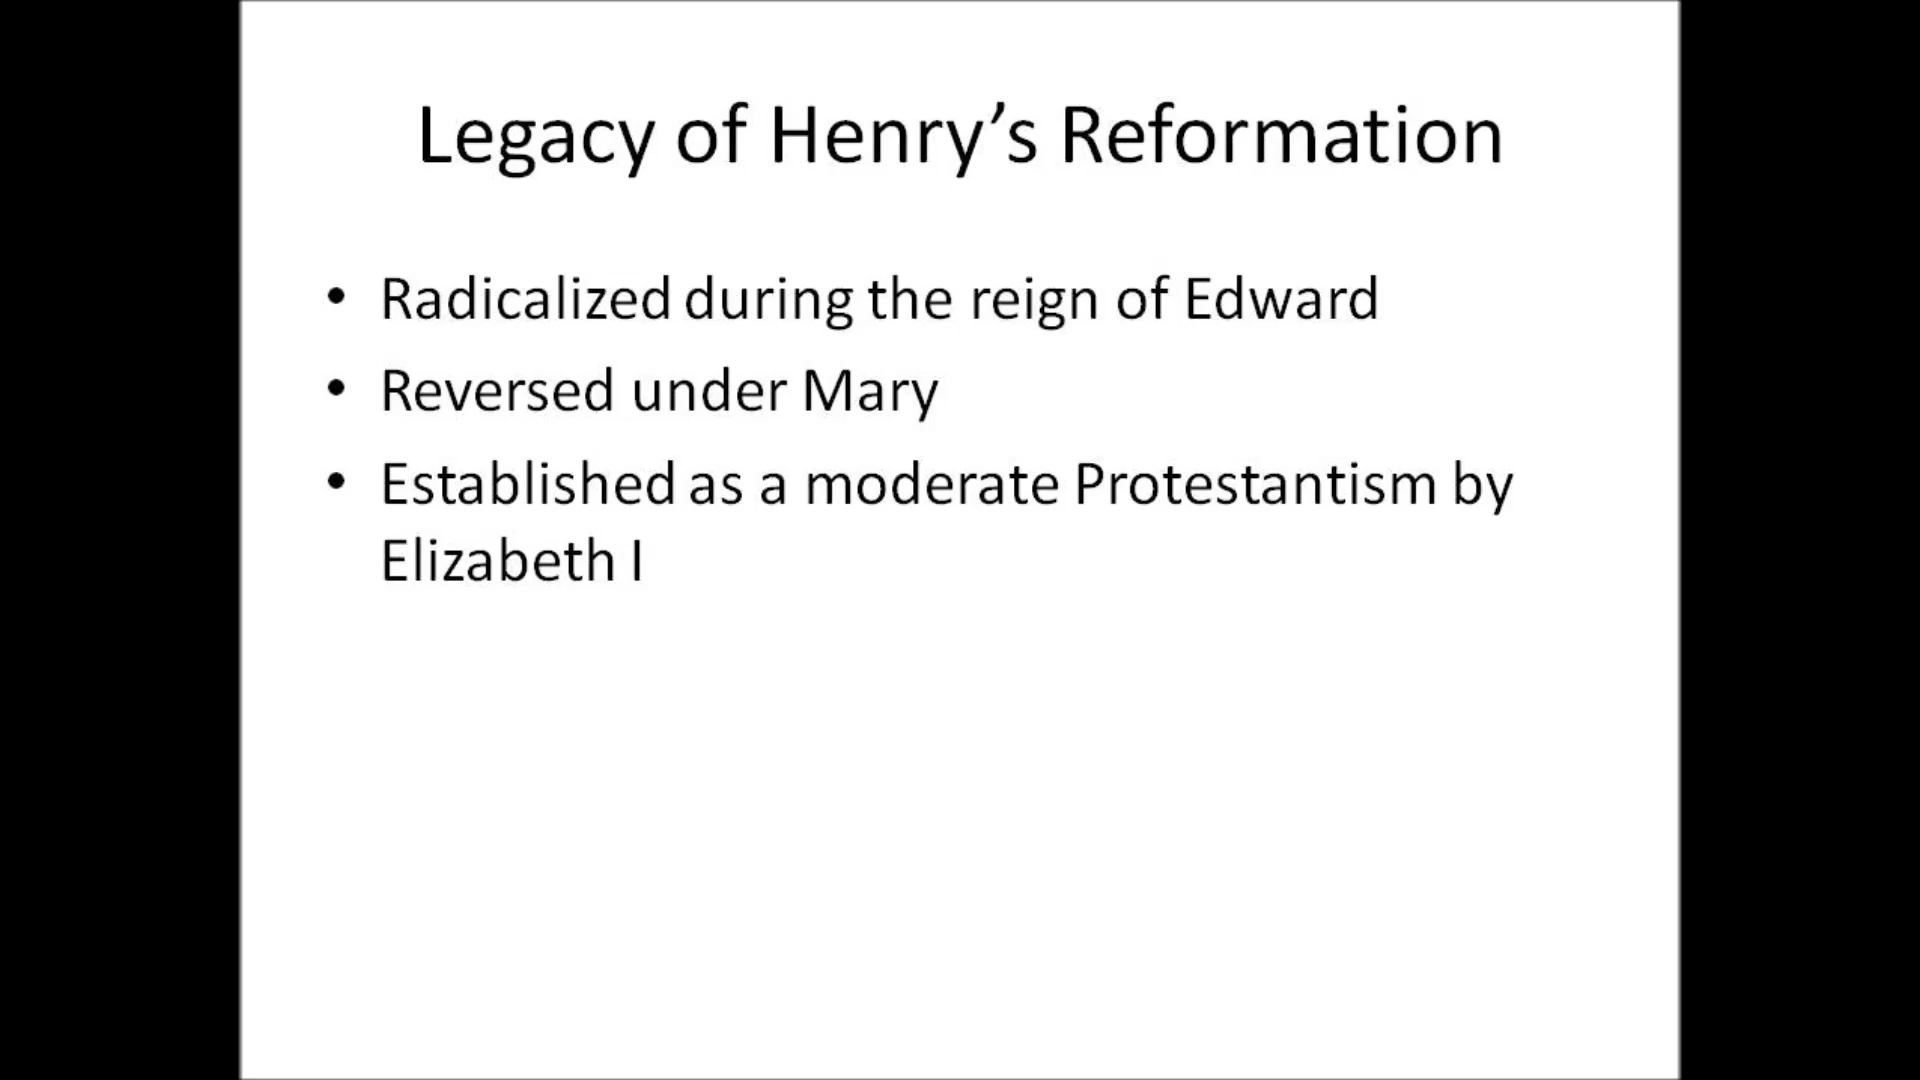 Legacy of Henry’s Reformation
• Radicalized during the reign of Edward
• Reversed under Mary
• Established as a moderate Protestantism by
Elizabeth I